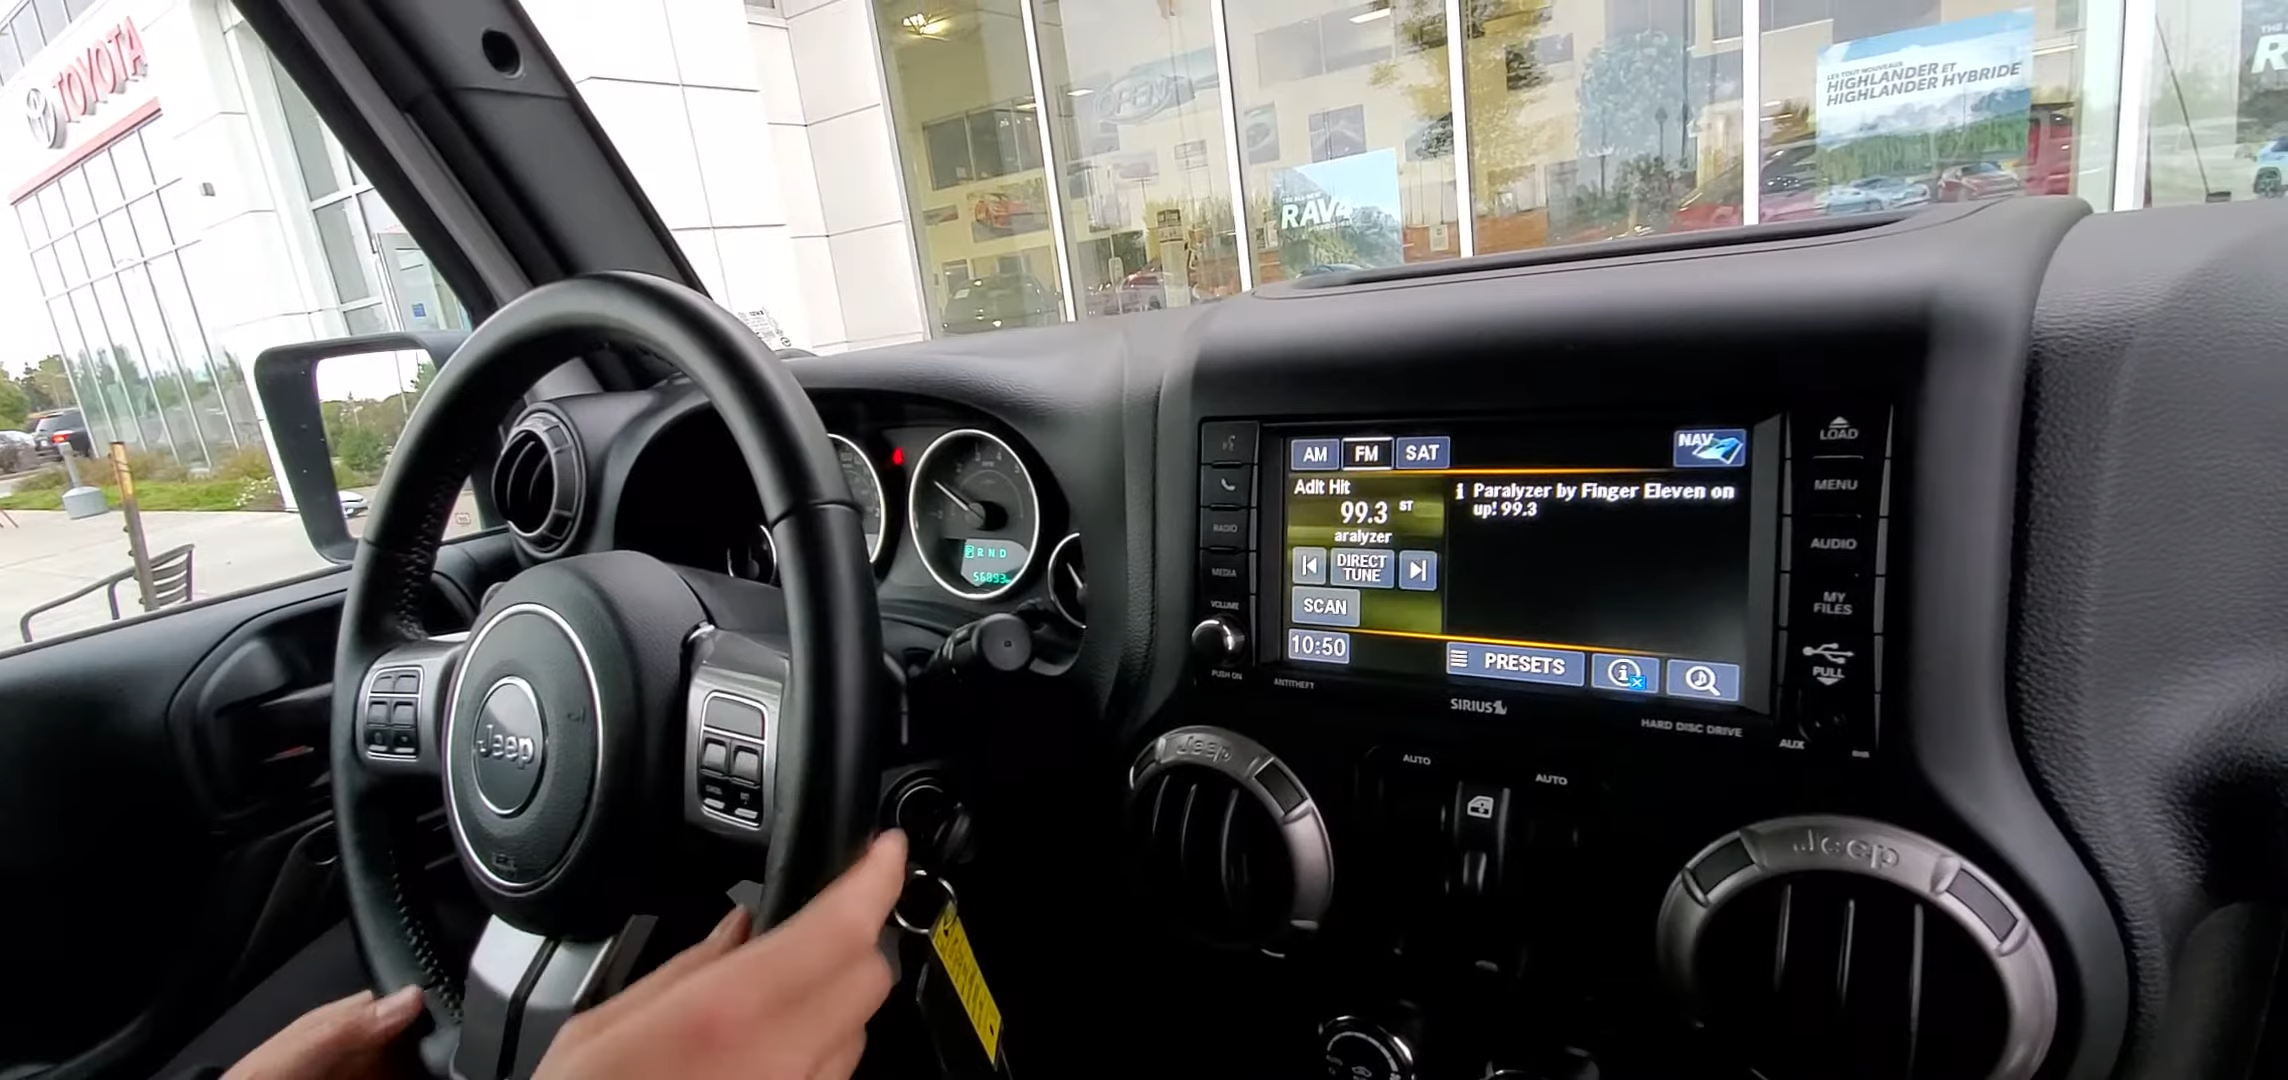 TOYOTA
LES TOUT NOUVEAUX
HIGHLANDER ET
HIGHLANDER HYBRIDE
RAV4
R
AM
FM
SAT
NAV
Adlt Hit
99.3 ST
aralyzer
DIRECT
TUNE
SCAN
10:50
i Paralyzer by Finger Eleven on
up! 99.3
PRESETS
RADIO
MEDIA
VOLUME
PUSH ON
ANTITHEFT
SIRIUS
HARD DISC DRIVE
LOAD
MENU
AUDIO
MY
FILES
PULL
AUX
P R N D
56893
Jeep
AUTO
AUTO
Jeep
Jeep